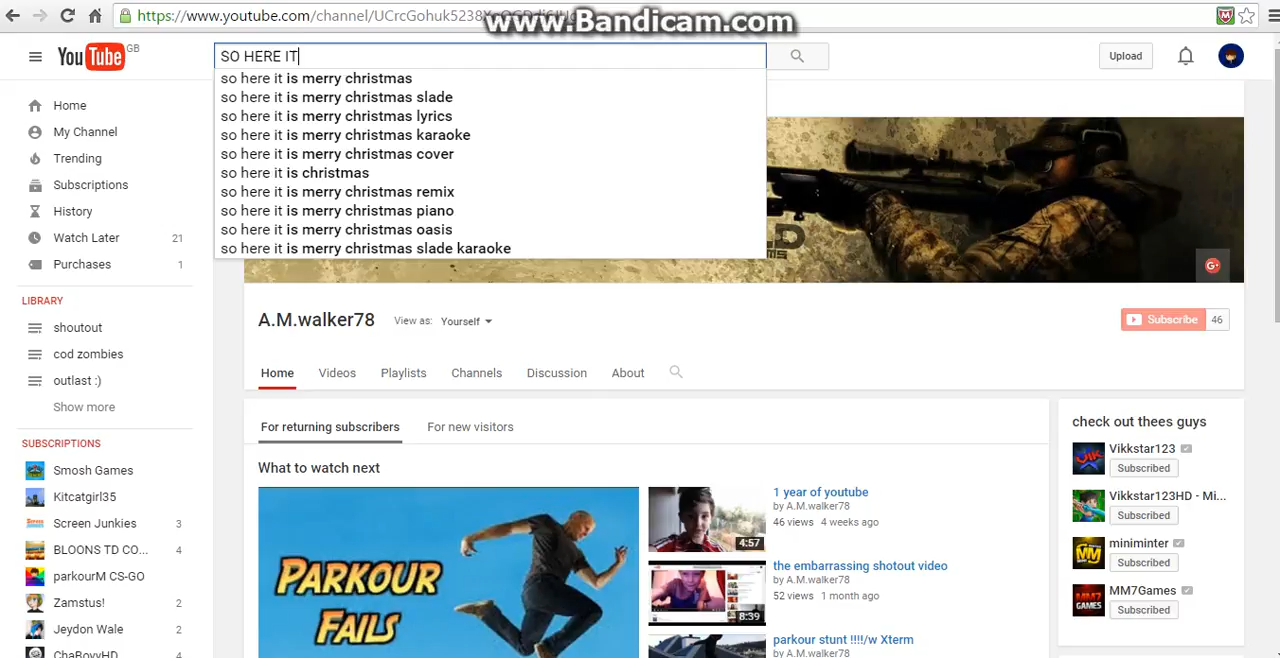 https://www.youtube.com/channel/UCrcGohuk5238
www.Bandicam.com
YouTube GB
SO HERE IT
Upload
so here it is merry christmas
so here it is merry christmas slade
so here it is merry christmas lyrics
so here it is merry christmas karaoke
so here it is merry christmas cover
so here it is christmas
so here it is merry christmas remix
so here it is merry christmas piano
so here it is merry christmas oasis
so here it is merry christmas slade karaoke
Home
My Channel
Trending
Subscriptions
History
Watch Later 21
Purchases 1
LIBRARY
shoutout
cod zombies
outlast :)
Show more
SUBSCRIPTIONS
Smosh Games
Kitcatgirl35
Screen Junkies 3
BLOONS TD CO... 4
parkourM CS-GO
Zamstus! 2
Jeydon Wale 2
ChaBoyyHD 4
A.M.walker78 View as: Yourself
Subscribe 46
Home Videos Playlists Channels Discussion About
For returning subscribers For new visitors
What to watch next
PARKOUR
FAILS
1 year of youtube
by A.M.walker78
46 views 4 weeks ago
4:57
the embarrassing shotout video
by A.M.walker78
52 views 1 month ago
8:39
parkour stunt !!!!/w Xterm
by A.M.walker78
check out thees guys
Vikkstar123
Subscribed
Vikkstar123HD - Mi...
Subscribed
miniminter
Subscribed
MM7Games
Subscribed